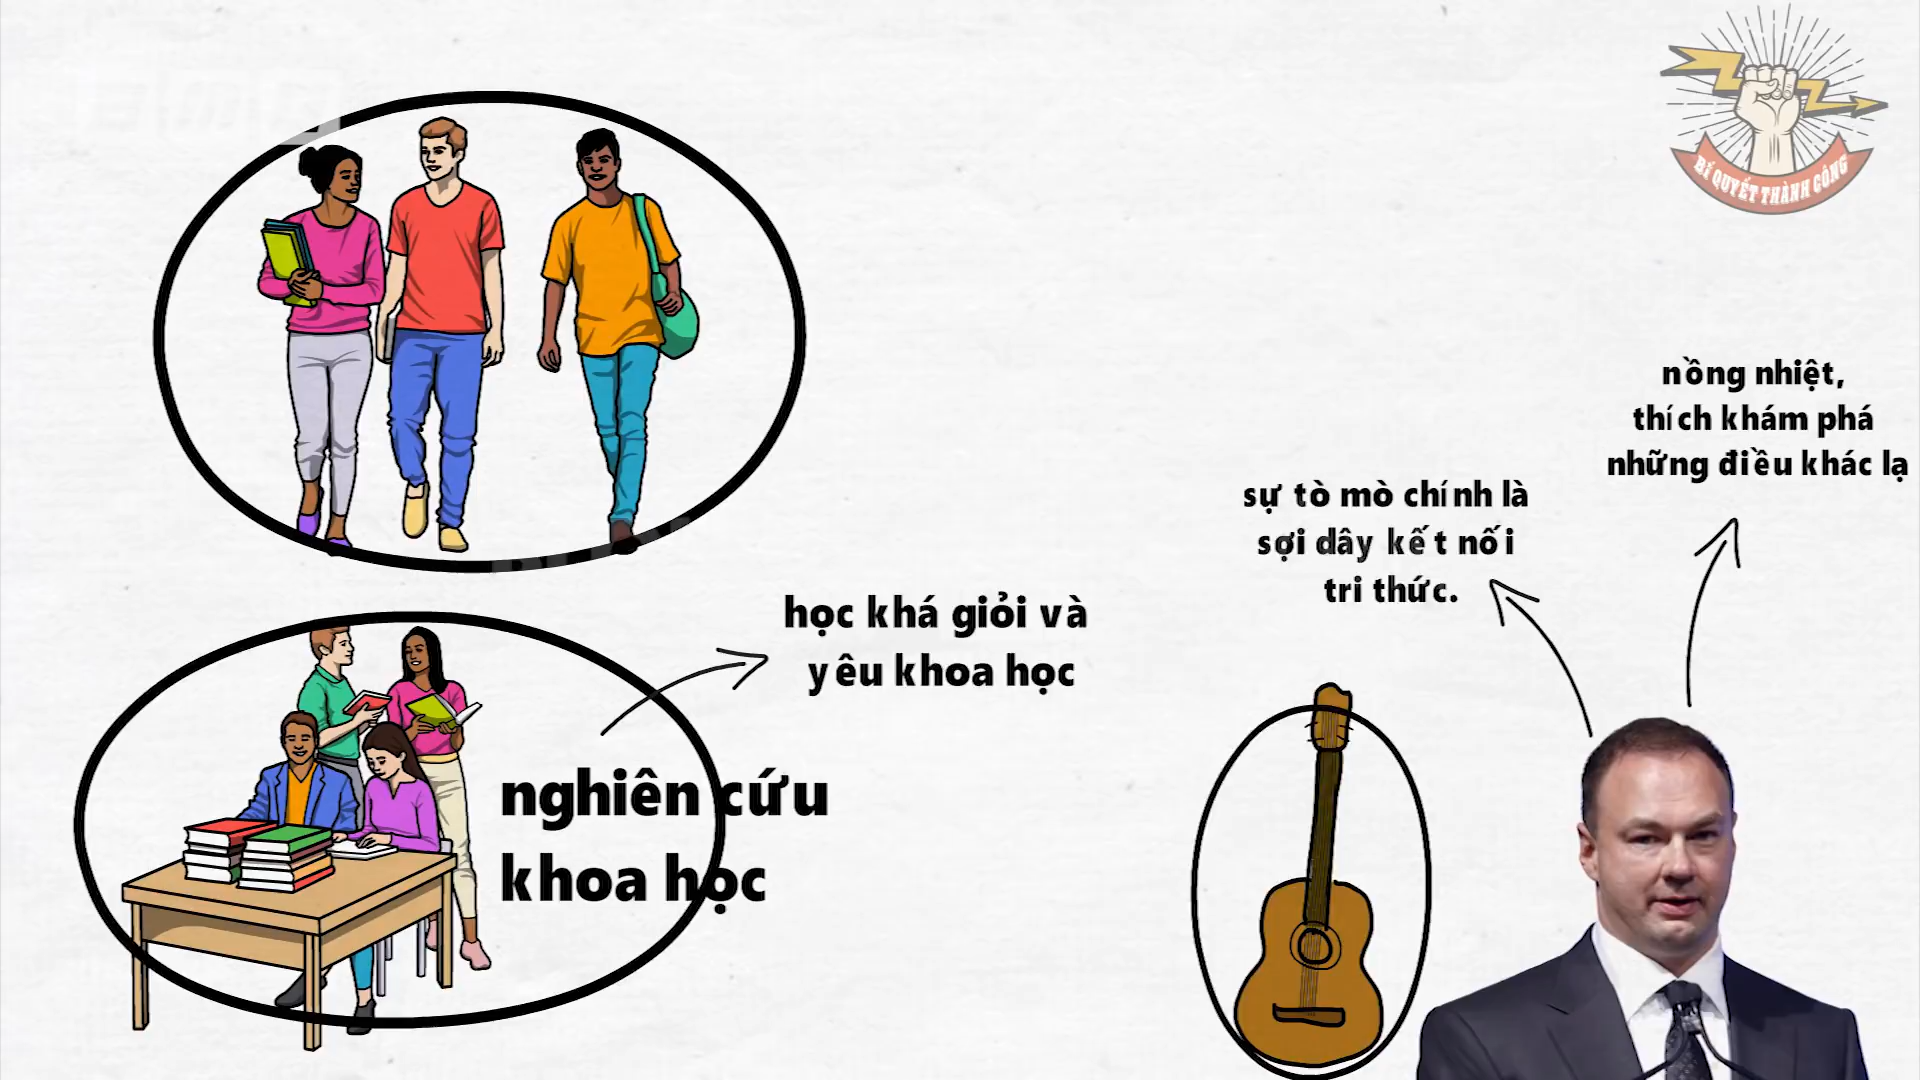 BÍ QUYẾT THÀNH CÔNG
nồng nhiệt,
thích khám phá
những điều khác lạ
sự tò mò chính là
sợi dây kết nối
tri thức.
học khá giỏi và
yêu khoa học
nghiên cứu
khoa học